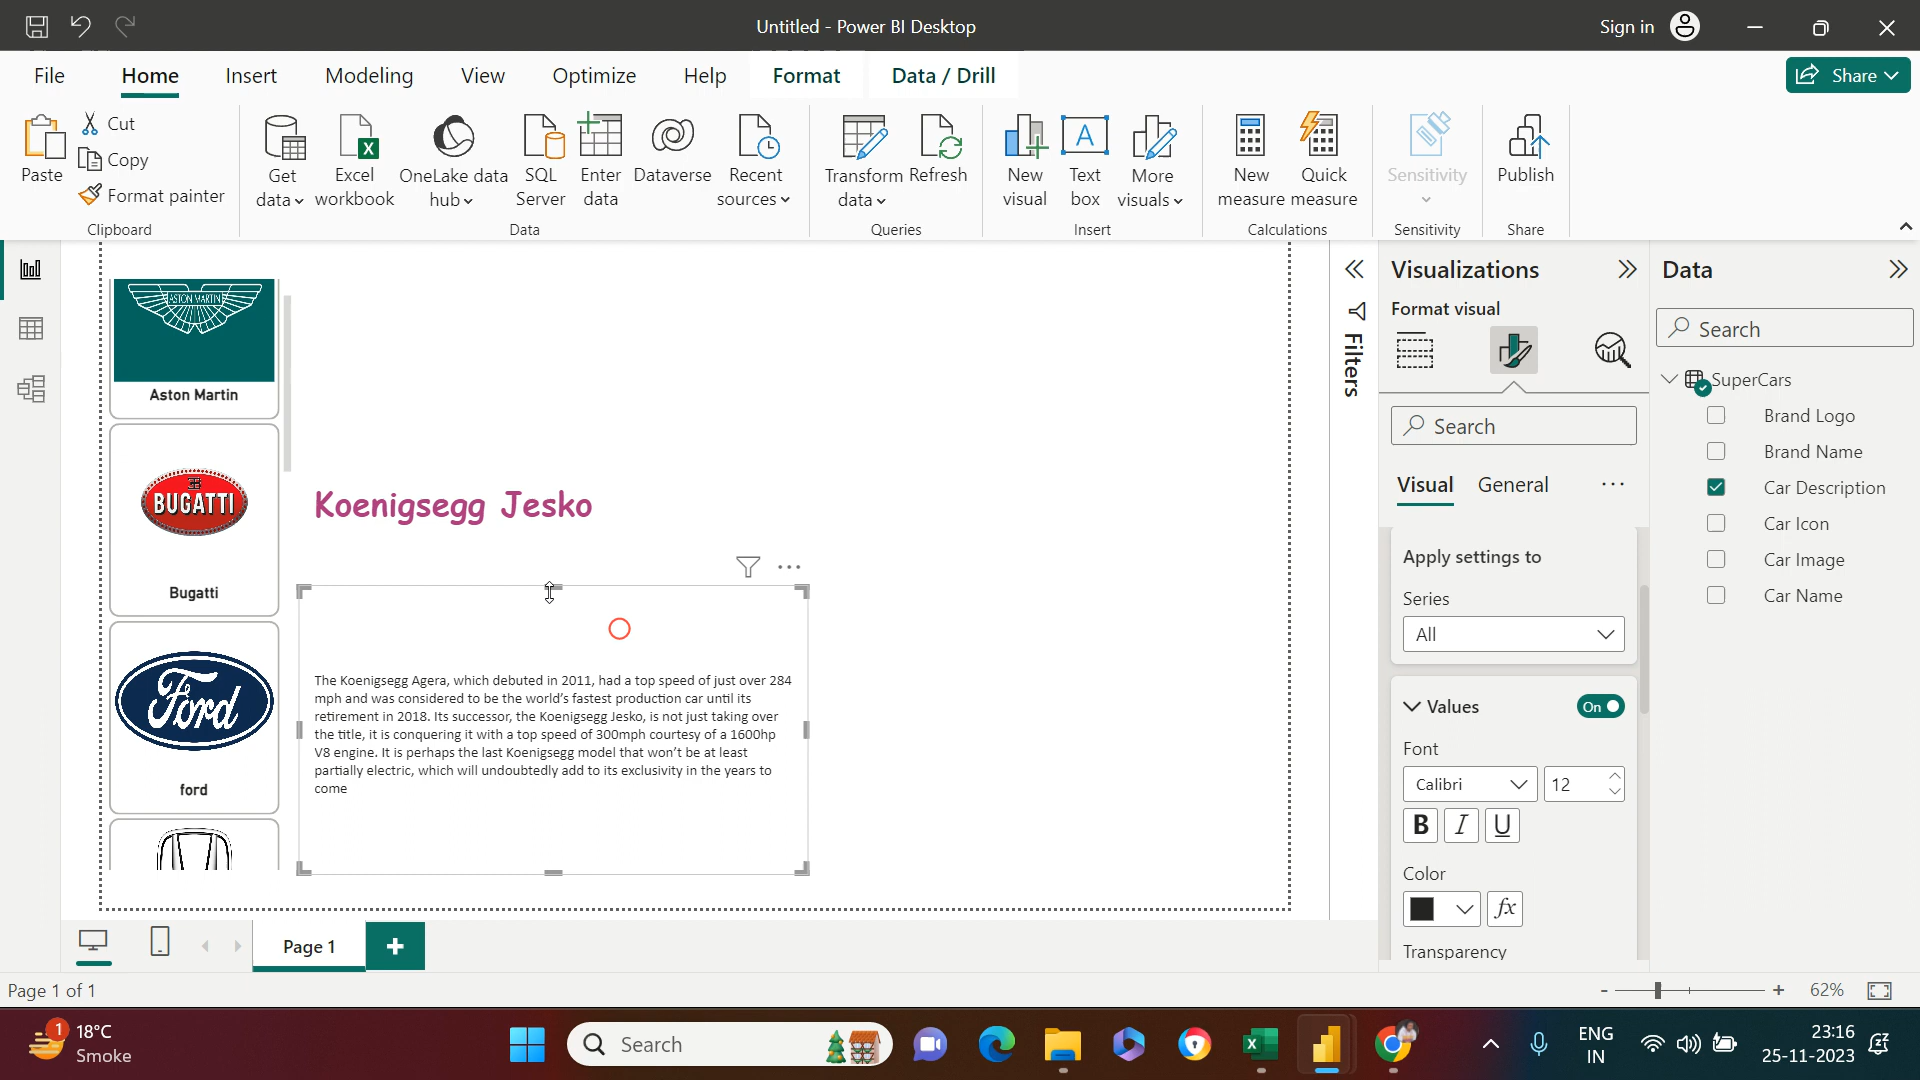 Untitled - Power BI Desktop
Sign in
File
Home
Insert
Modeling
View
Optimize
Help
Format
Data / Drill
Share
Paste
Cut
Copy
Format painter
Clipboard
Get data
Excel workbook
OneLake data hub
SQL Server
Enter data
Dataverse
Recent sources
Data
Transform data
Refresh
Queries
New visual
Text box
More visuals
Insert
New measure
Quick measure
Calculations
Sensitivity
Sensitivity
Publish
Share
ASTON MARTIN
Aston Martin
BUGATTI
Bugatti
Ford
ford
Koenigsegg Jesko
The Koenigsegg Agera, which debuted in 2011, had a top speed of just over 284
mph and was considered to be the world's fastest production car until its
retirement in 2018. Its successor, the Koenigsegg Jesko, is not just taking over
the title, it is conquering it with a top speed of 300mph courtesy of a 1600hp
V8 engine. It is perhaps the last Koenigsegg model that won't be at least
partially electric, which will undoubtedly add to its exclusivity in the years to
come
Filters
Visualizations
Format visual
Search
Visual
General
Apply settings to
Series
All
Values
On
Font
Calibri
12
B
I
U
Color
fx
Transparency
Data
Search
SuperCars
Brand Logo
Brand Name
Car Description
Car Icon
Car Image
Car Name
Page 1
Page 1 of 1
62%
1
18°C
Smoke
Search
ENG
IN
23:16
25-11-2023